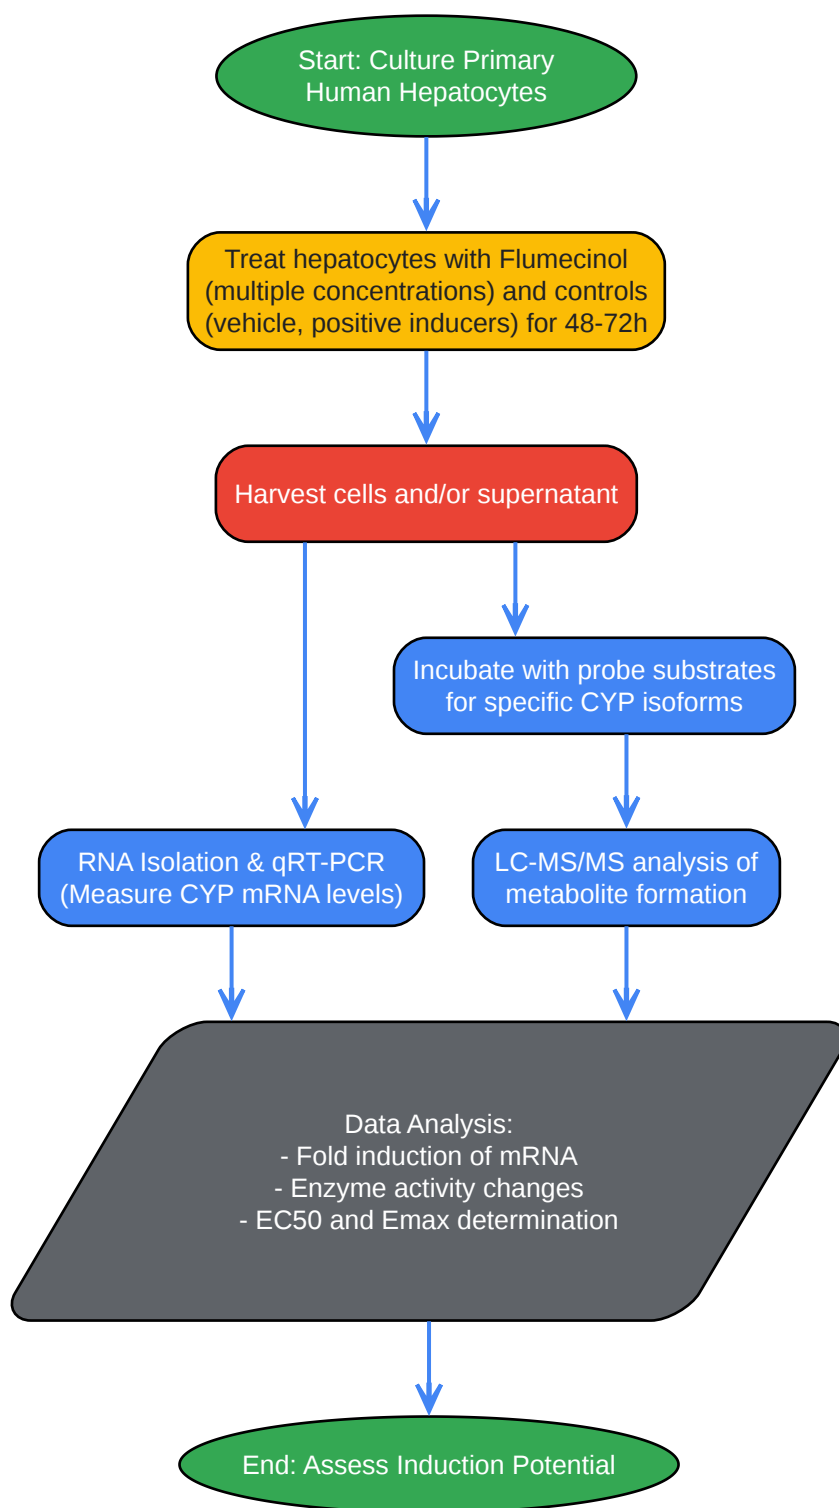 Start: Culture Primary
Human Hepatocytes
Treat hepatocytes with Flumecinol
(multiple concentrations) and controls
(vehicle, positive inducers) for 48-72h
Harvest cells and/or supernatant
Incubate with probe substrates
for specific CYP isoforms
RNA Isolation & qRT-PCR
(Measure CYP mRNA levels)
LC-MS/MS analysis of
metabolite formation
Data Analysis:
- Fold induction of mRNA
- Enzyme activity changes
- EC50 and Emax determination
End: Assess Induction Potential